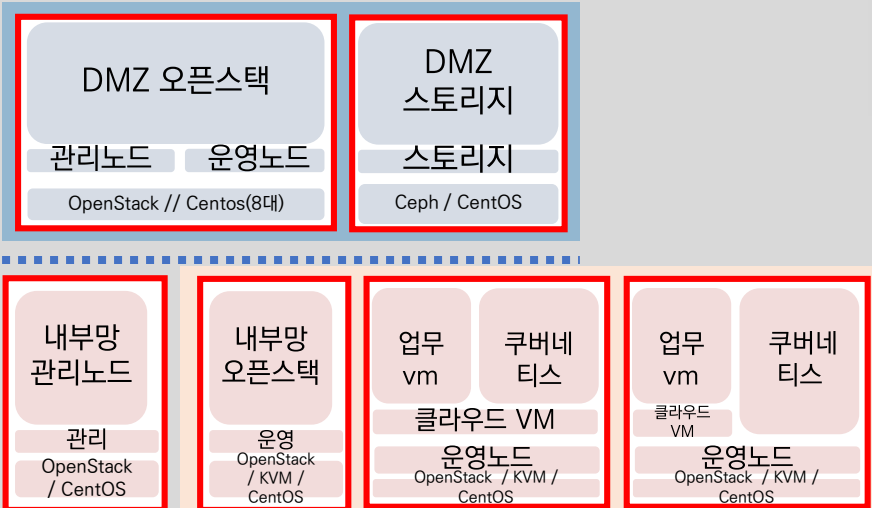 DMZ 오픈스택
관리노드
운영노드
OpenStack // Centos(8대)
DMZ
스토리지
스토리지
Ceph / CentOS
내부망
관리노드
관리
OpenStack
/ CentOS
내부망
오픈스택
운영
OpenStack
/ KVM /
CentOS
업무
vm
쿠버네
티스
클라우드 VM
운영노드
OpenStack / KVM /
CentOS
업무
vm
쿠버네
티스
클라우드
VM
운영노드
OpenStack / KVM /
CentOS